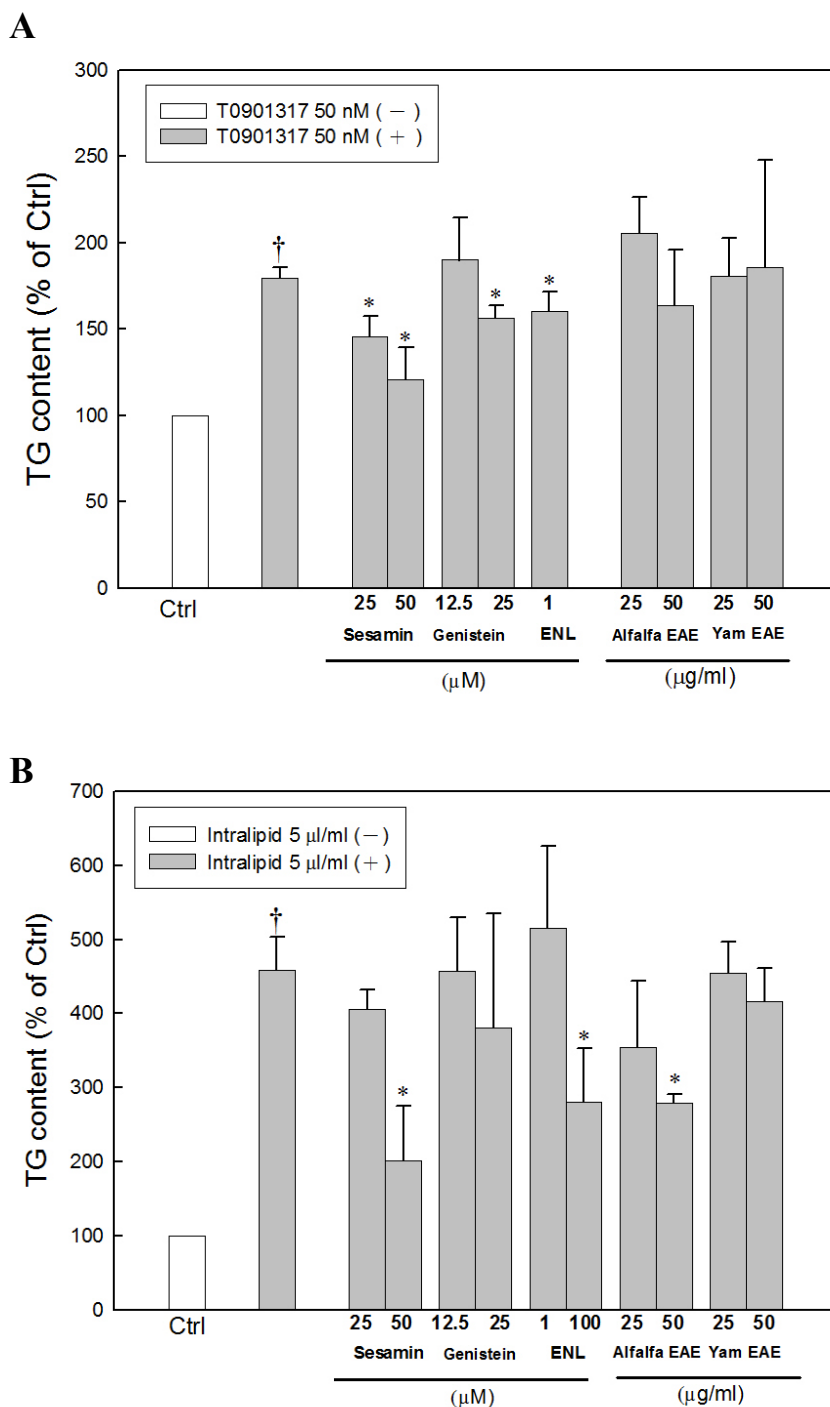 A
300
250
200
150
100
50
0
TG content (% of Ctrl)
T0901317 50 nM ( − )
T0901317 50 nM ( + )
†
* * * *
Ctrl
25 50 12.5 25 1 25 50 25 50
Sesamin Genistein ENL Alfalfa EAE Yam EAE
(μM) (μg/ml)
B
700
600
500
400
300
200
100
0
TG content (% of Ctrl)
Intralipid 5 μl/ml ( − )
Intralipid 5 μl/ml ( + )
†
* * *
Ctrl
25 50 12.5 25 1 100 25 50 25 50
Sesamin Genistein ENL Alfalfa EAE Yam EAE
(μM) (μg/ml)